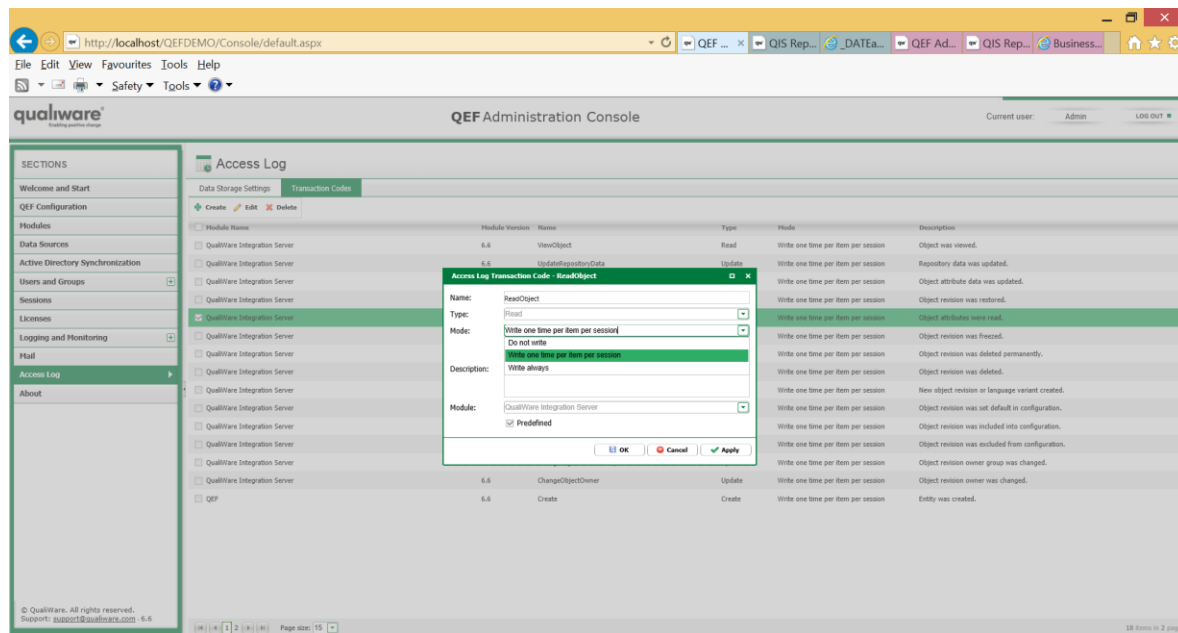 http://localhost/QEFDEMO/Console/default.aspx
QEF ... × QIS Rep... _DATEa... QEF Ad... QIS Rep... Business...
File Edit View Favourites Tools Help
Safety Tools
qualiware
Enabling positive change
QEF Administration Console
Current user: Admin LOG OUT
SECTIONS
Welcome and Start
QEF Configuration
Modules
Data Sources
Active Directory Synchronization
Users and Groups
Sessions
Licenses
Logging and Monitoring
Mail
Access Log
About
© QualiWare. All rights reserved.
Support: support@qualiware.com - 6.6
Access Log
Data Storage Settings Transaction Codes
Create Edit Delete
Module Name Module Version Name Type Mode Description
QualiWare Integration Server 6.6 ViewObject Read Write one time per item per session Object was viewed.
QualiWare Integration Server 6.6 UpdateRepositoryData Update Write one time per item per session Repository data was updated.
QualiWare Integration Server Write one time per item per session Object attribute data was updated.
QualiWare Integration Server Write one time per item per session Object revision was restored.
QualiWare Integration Server Write one time per item per session Object attributes were read.
QualiWare Integration Server Write one time per item per session Object revision was freezed.
QualiWare Integration Server Write one time per item per session Object revision was deleted permanently.
QualiWare Integration Server Write one time per item per session Object revision was deleted.
QualiWare Integration Server Write one time per item per session New object revision or language variant created.
QualiWare Integration Server Write one time per item per session Object revision was set default in configuration.
QualiWare Integration Server Write one time per item per session Object revision was included into configuration.
QualiWare Integration Server Write one time per item per session Object revision was excluded from configuration.
QualiWare Integration Server Write one time per item per session Object revision owner group was changed.
QualiWare Integration Server 6.6 ChangeObjectOwner Update Write one time per item per session Object revision owner was changed.
QEF 6.6 Create Create Write one time per item per session Entity was created.
Access Log Transaction Code - ReadObject
Name: ReadObject
Type: Read
Mode: Write one time per item per session
Do not write
Write one time per item per session
Write always
Description:
Module: QualiWare Integration Server
Predefined
OK Cancel Apply
1 2 Page size: 15
18 items in 2 pag